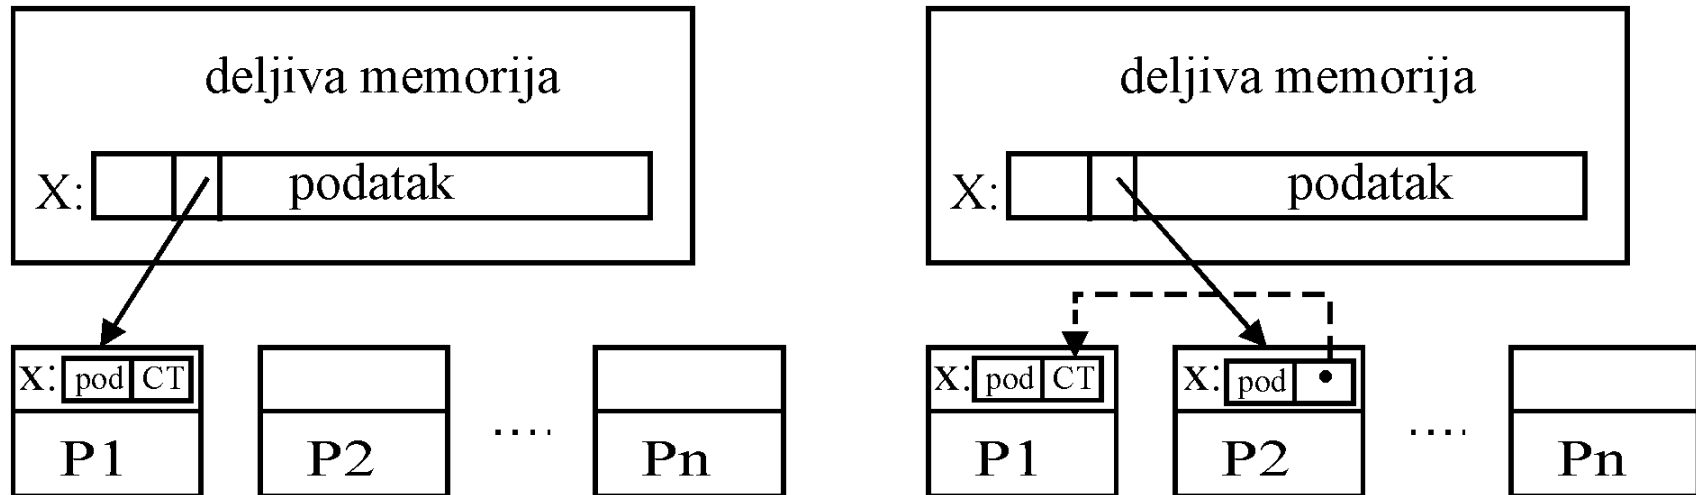 deljiva memorija
X: podatak
x: pod CT
P1 P2 .... Pn
deljiva memorija
X: podatak
x: pod CT x: pod
P1 P2 .... Pn